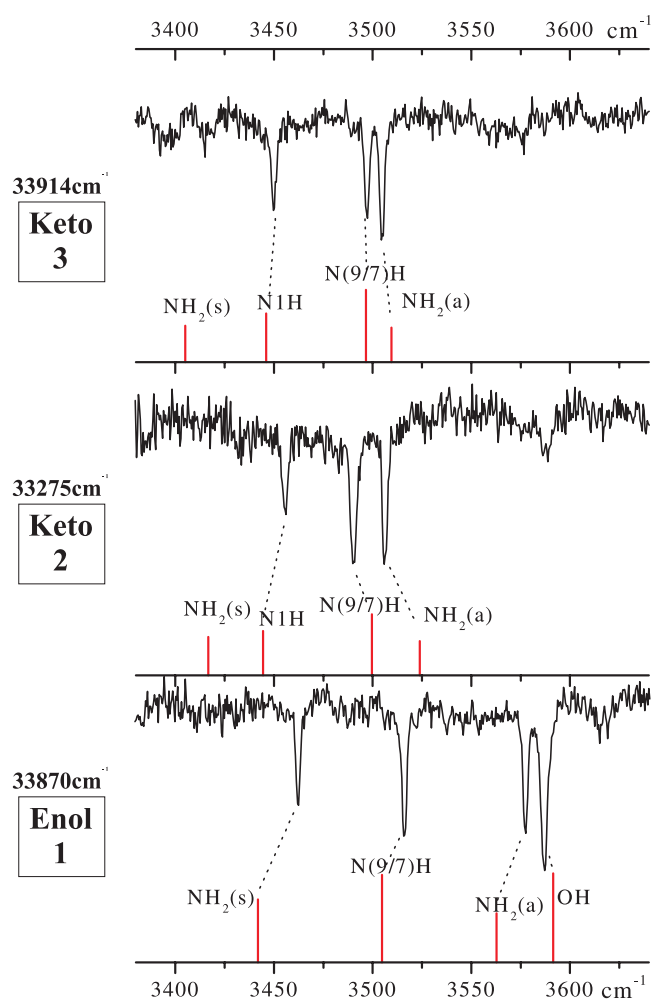 3400 3450 3500 3550 3600 cm⁻¹
33914cm⁻¹
Keto
3
NH₂(s) N1H N(9/7)H NH₂(a)
33275cm⁻¹
Keto
2
NH₂(s) N1H N(9/7)H NH₂(a)
33870cm⁻¹
Enol
1
NH₂(s) N(9/7)H NH₂(a) OH
3400 3450 3500 3550 3600 cm⁻¹